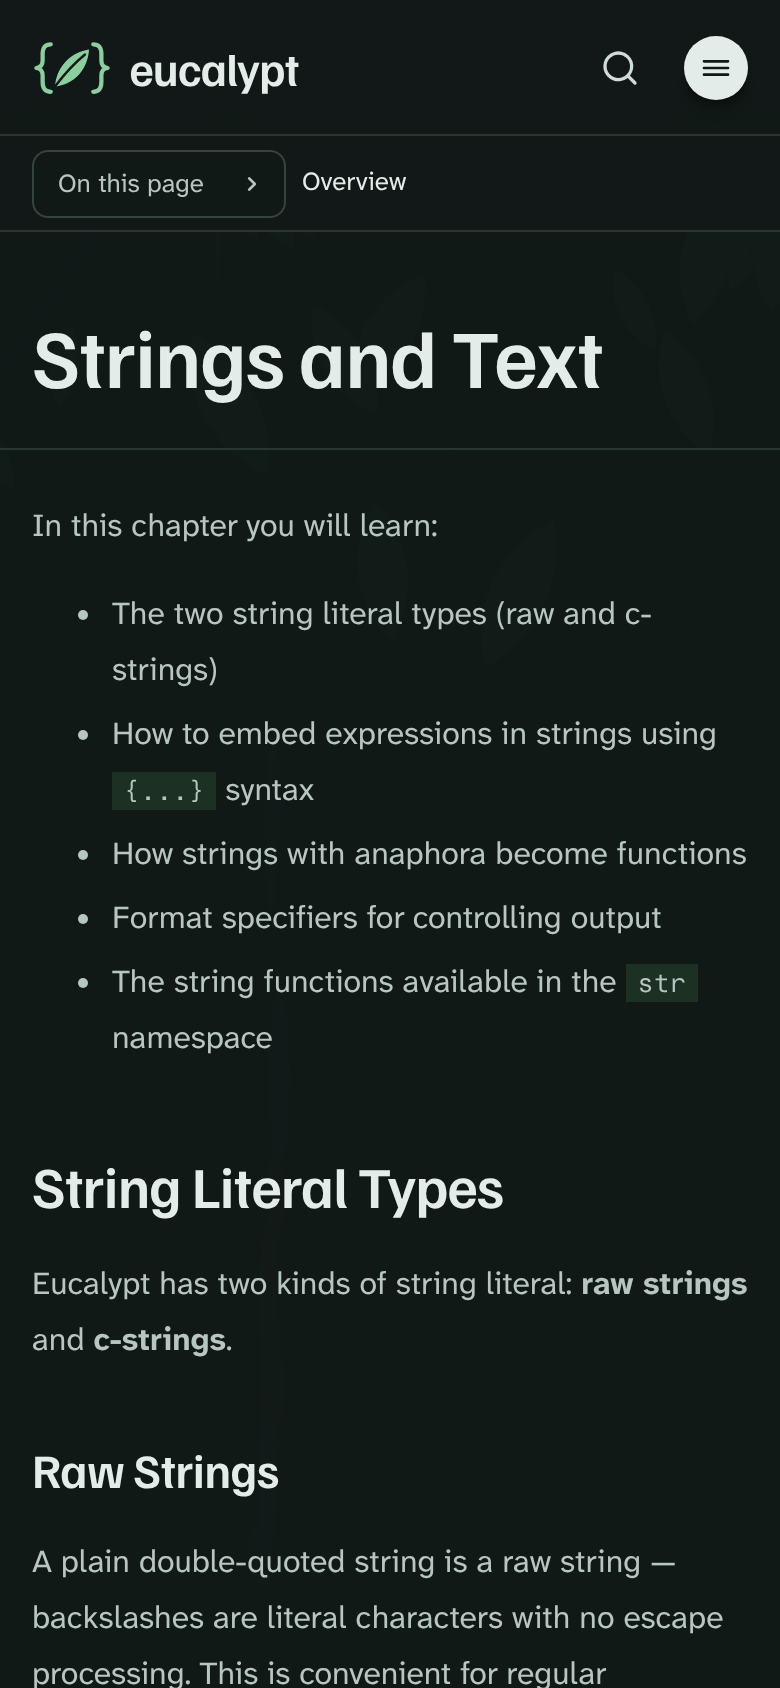 eucalypt
On this page
Overview
Strings and Text
In this chapter you will learn:
• The two string literal types (raw and c-
strings)
• How to embed expressions in strings using
{...} syntax
• How strings with anaphora become functions
• Format specifiers for controlling output
• The string functions available in the str
namespace
String Literal Types
Eucalypt has two kinds of string literal: raw strings
and c-strings.
Raw Strings
A plain double-quoted string is a raw string —
backslashes are literal characters with no escape
processing. This is convenient for regular